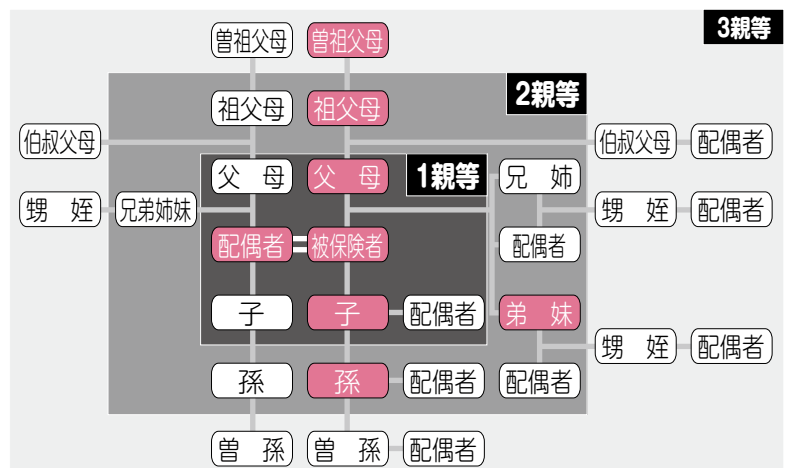 3親等
曽祖父母 曽祖父母
2親等
祖父母 祖父母
伯叔父母 伯叔父母 配偶者
父 母 父 母 1親等 兄 姉
甥 姪 兄弟姉妹 甥 姪 配偶者
配偶者 被保険者 配偶者
子 子 配偶者 弟 妹
甥 姪 配偶者
孫 孫 配偶者 配偶者
曽 孫 曽 孫 配偶者